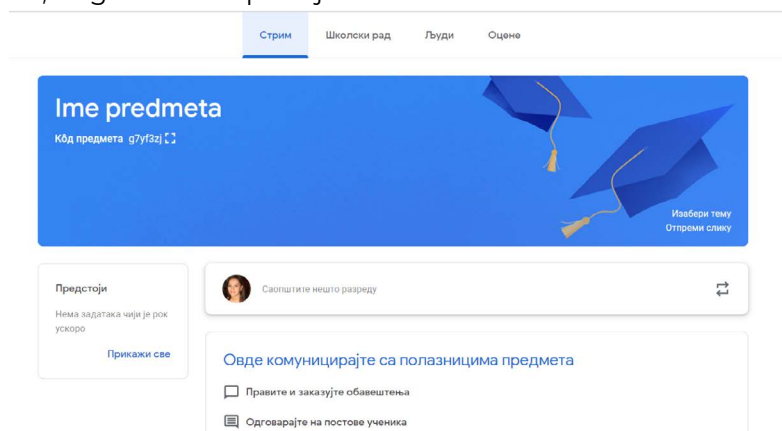 Стрим Школски рад Људи Оцене
Ime predmeta
Кôд предмета g7yf3zj
Изабери тему
Отпреми слику
Предстоји
Нема задатака чији је рок
ускоро
Прикажи све
Саопштите нешто разреду
Овде комуницирајте са полазницима предмета
Правите и заказујте обавештења
Одговарајте на постове ученика